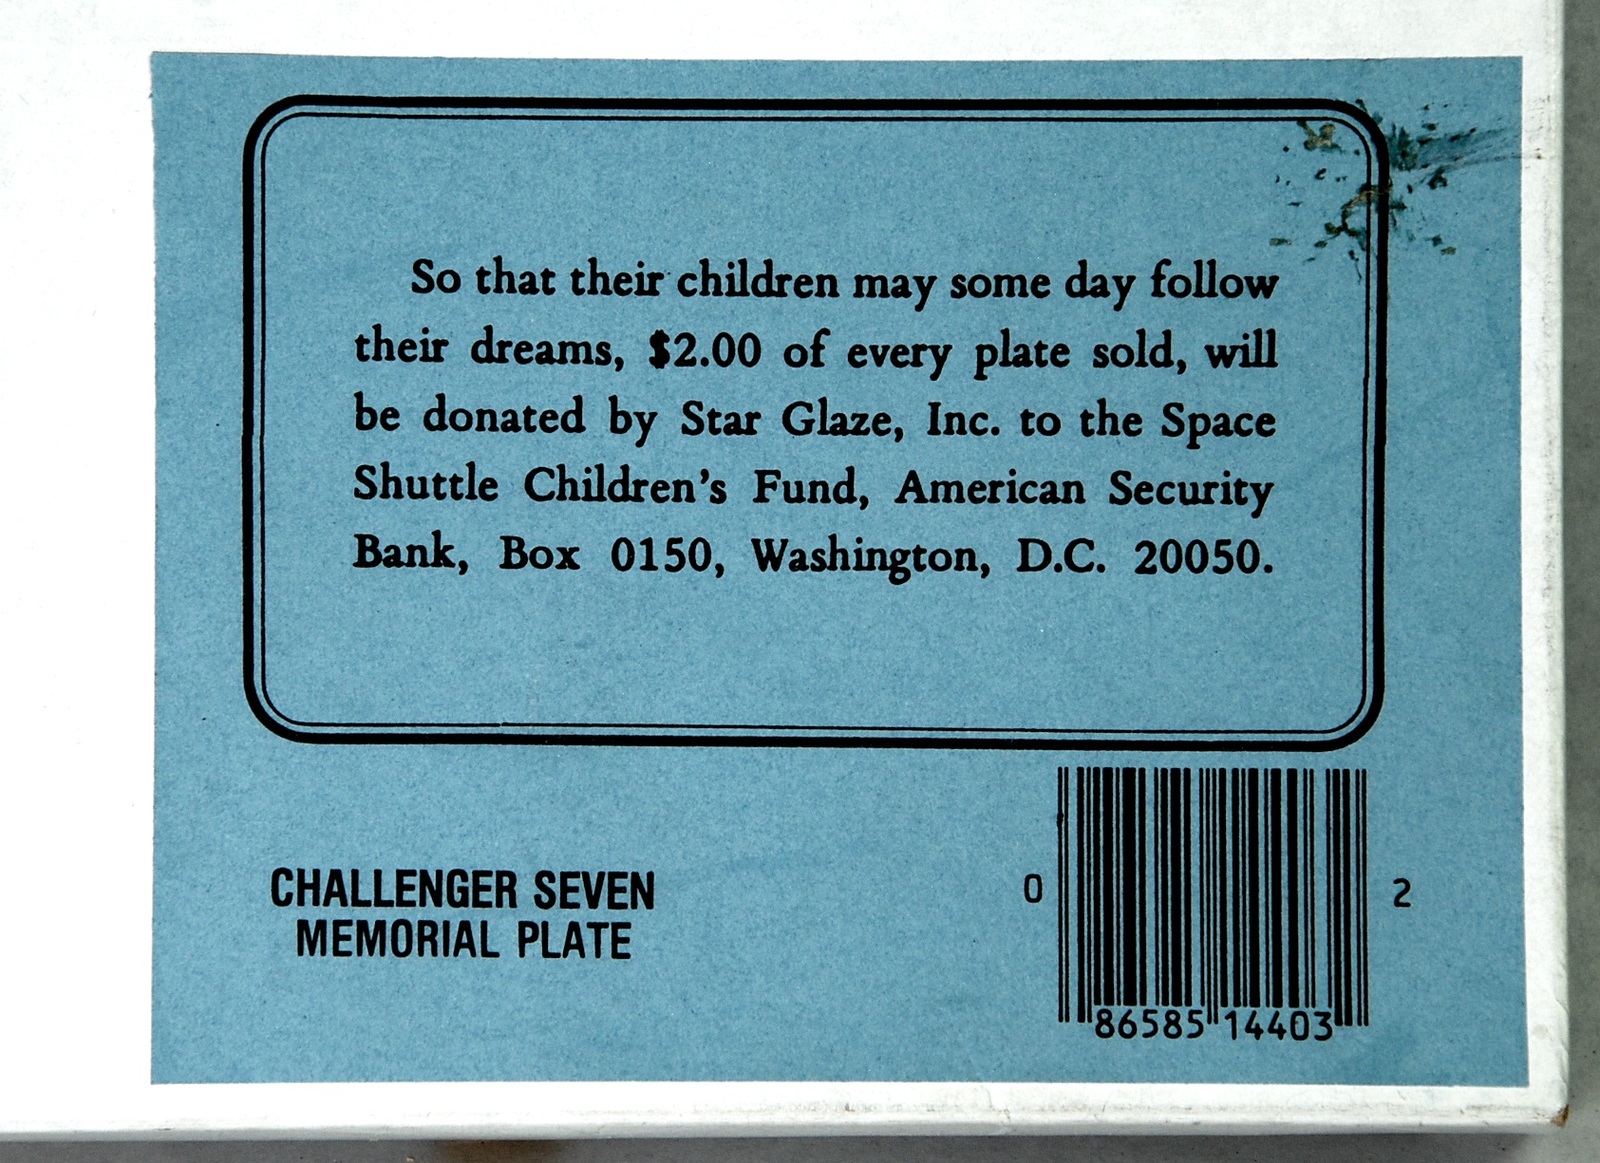 So that their children may some day follow
their dreams, $2.00 of every plate sold, will
be donated by Star Glaze, Inc. to the Space
Shuttle Children's Fund, American Security
Bank, Box 0150, Washington, D.C. 20050.
CHALLENGER SEVEN
MEMORIAL PLATE
0 86585 14403 2